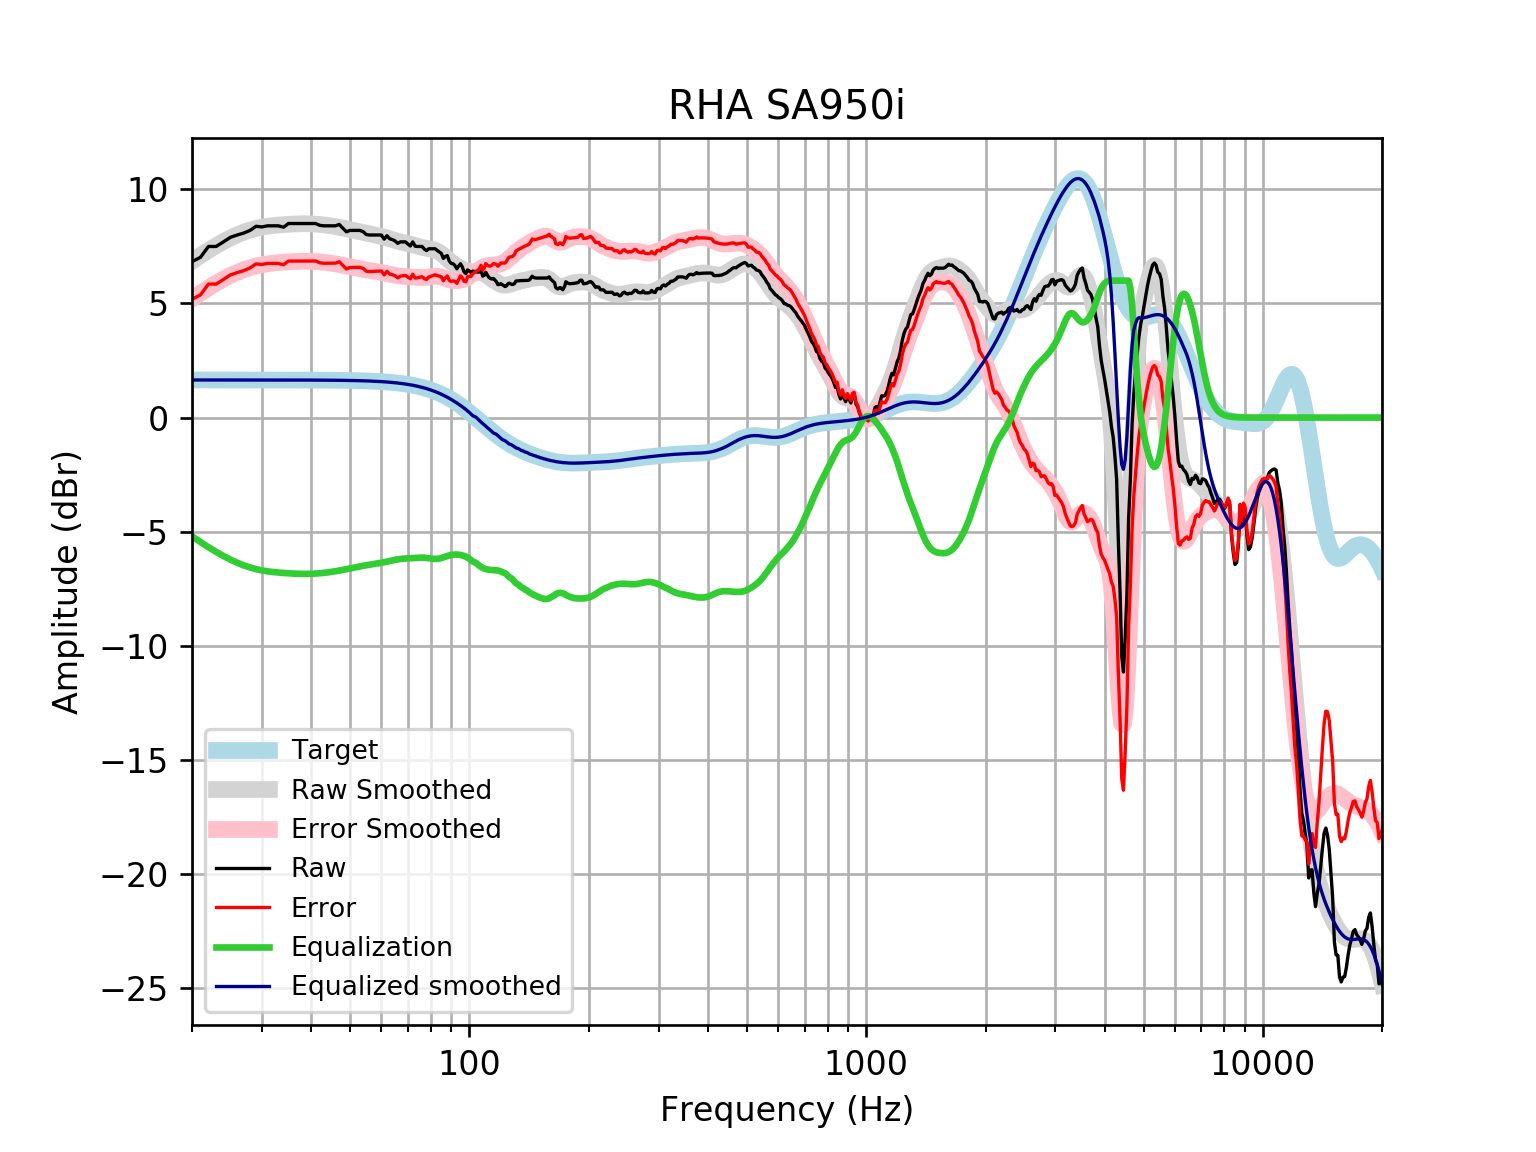 RHA SA950i
10
5
0
−5
−10
−15
−20
−25
Amplitude (dBr)
Target
Raw Smoothed
Error Smoothed
Raw
Error
Equalization
Equalized smoothed
100 1000 10000
Frequency (Hz)